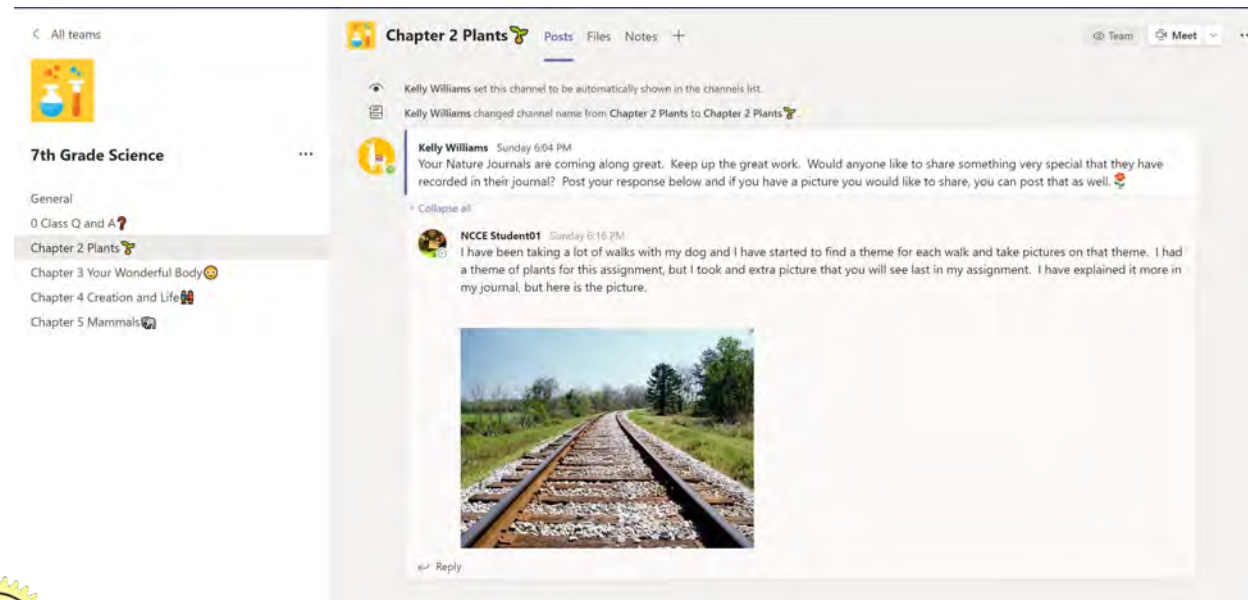 All teams
7th Grade Science
...
General
0 Class Q and A❓
Chapter 2 Plants🌱
Chapter 3 Your Wonderful Body😳
Chapter 4 Creation and Life👫
Chapter 5 Mammals🐘
Chapter 2 Plants🌱 Posts Files Notes +
Team Meet ...
Kelly Williams set this channel to be automatically shown in the channels list.
Kelly Williams changed channel name from Chapter 2 Plants to Chapter 2 Plants🌱.
Kelly Williams Sunday 6:04 PM
Your Nature Journals are coming along great. Keep up the great work. Would anyone like to share something very special that they have
recorded in their journal? Post your response below and if you have a picture you would like to share, you can post that as well. 🌹
Collapse all
NCCE Student01 Sunday 6:16 PM
I have been taking a lot of walks with my dog and I have started to find a theme for each walk and take pictures on that theme. I had
a theme of plants for this assignment, but I took and extra picture that you will see last in my assignment. I have explained it more in
my journal, but here is the picture.
Reply